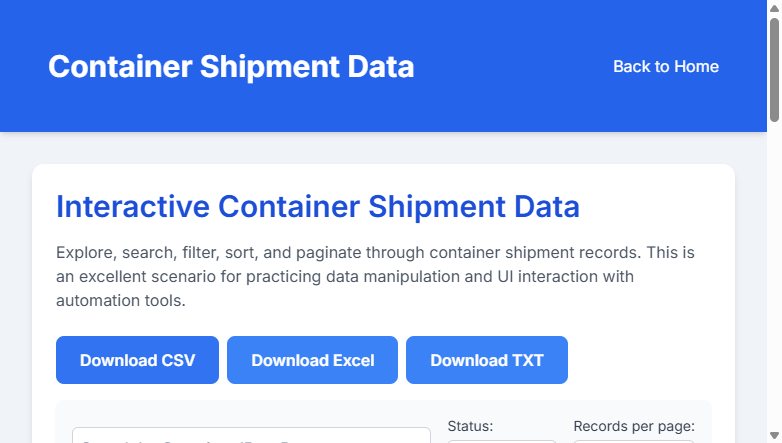 Container Shipment Data
Back to Home
Interactive Container Shipment Data
Explore, search, filter, sort, and paginate through container shipment records. This is
an excellent scenario for practicing data manipulation and UI interaction with
automation tools.
Download CSV
Download Excel
Download TXT
Status:
Records per page: